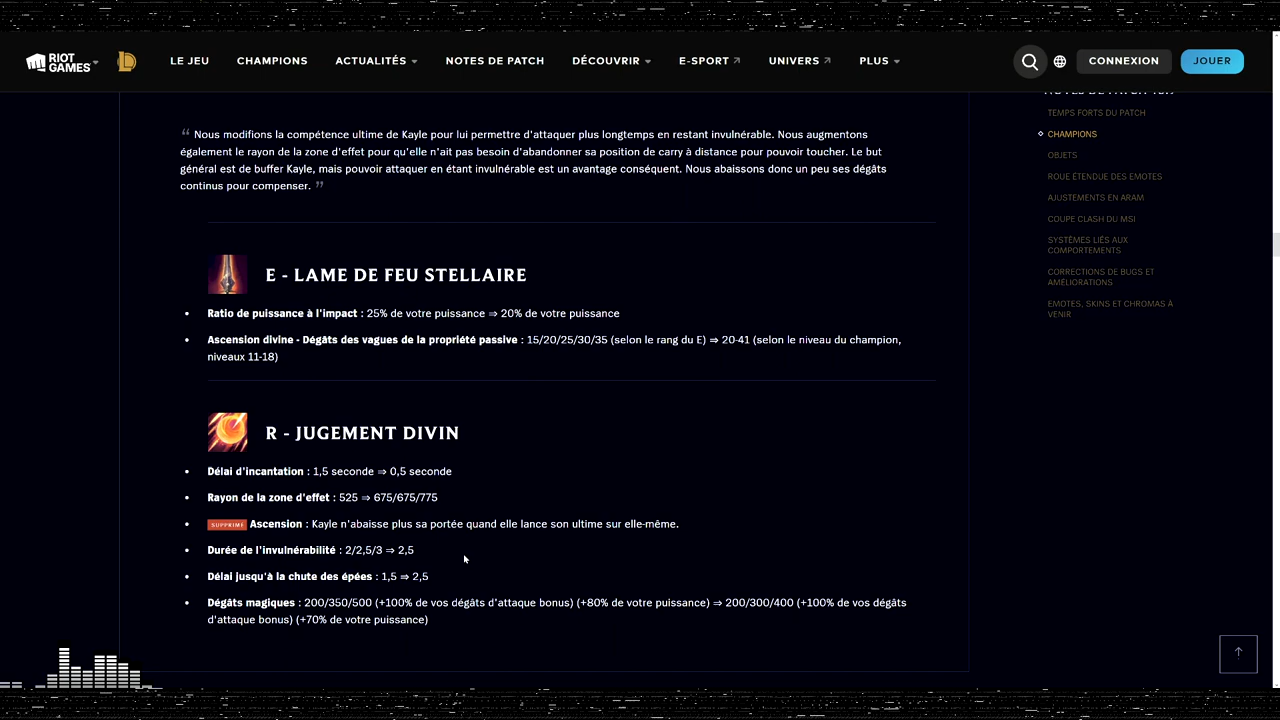 RIOT GAMES
LE JEU
CHAMPIONS
ACTUALITÉS
NOTES DE PATCH
DÉCOUVRIR
E-SPORT
UNIVERS
PLUS
CONNEXION
JOUER
“ Nous modifions la compétence ultime de Kayle pour lui permettre d'attaquer plus longtemps en restant invulnérable. Nous augmentons
également le rayon de la zone d'effet pour qu'elle n'ait pas besoin d'abandonner sa position de carry à distance pour pouvoir toucher. Le but
général est de buffer Kayle, mais pouvoir attaquer en étant invulnérable est un avantage conséquent. Nous abaissons donc un peu ses dégâts
continus pour compenser. ”
E - LAME DE FEU STELLAIRE
• Ratio de puissance à l'impact : 25% de votre puissance ⇒ 20% de votre puissance
• Ascension divine - Dégâts des vagues de la propriété passive : 15/20/25/30/35 (selon le rang du E) ⇒ 20-41 (selon le niveau du champion,
niveaux 11-18)
R - JUGEMENT DIVIN
• Délai d'incantation : 1,5 seconde ⇒ 0,5 seconde
• Rayon de la zone d'effet : 525 ⇒ 675/675/775
• SUPPRIMÉ Ascension : Kayle n'abaisse plus sa portée quand elle lance son ultime sur elle-même.
• Durée de l'invulnérabilité : 2/2,5/3 ⇒ 2,5
• Délai jusqu'à la chute des épées : 1,5 ⇒ 2,5
• Dégâts magiques : 200/350/500 (+100% de vos dégâts d'attaque bonus) (+80% de votre puissance) ⇒ 200/300/400 (+100% de vos dégâts
d'attaque bonus) (+70% de votre puissance)
TEMPS FORTS DU PATCH
CHAMPIONS
OBJETS
ROUE ÉTENDUE DES EMOTES
AJUSTEMENTS EN ARAM
COUPE CLASH DU MSI
SYSTÈMES LIÉS AUX
COMPORTEMENTS
CORRECTIONS DE BUGS ET
AMÉLIORATIONS
EMOTES, SKINS ET CHROMAS À
VENIR